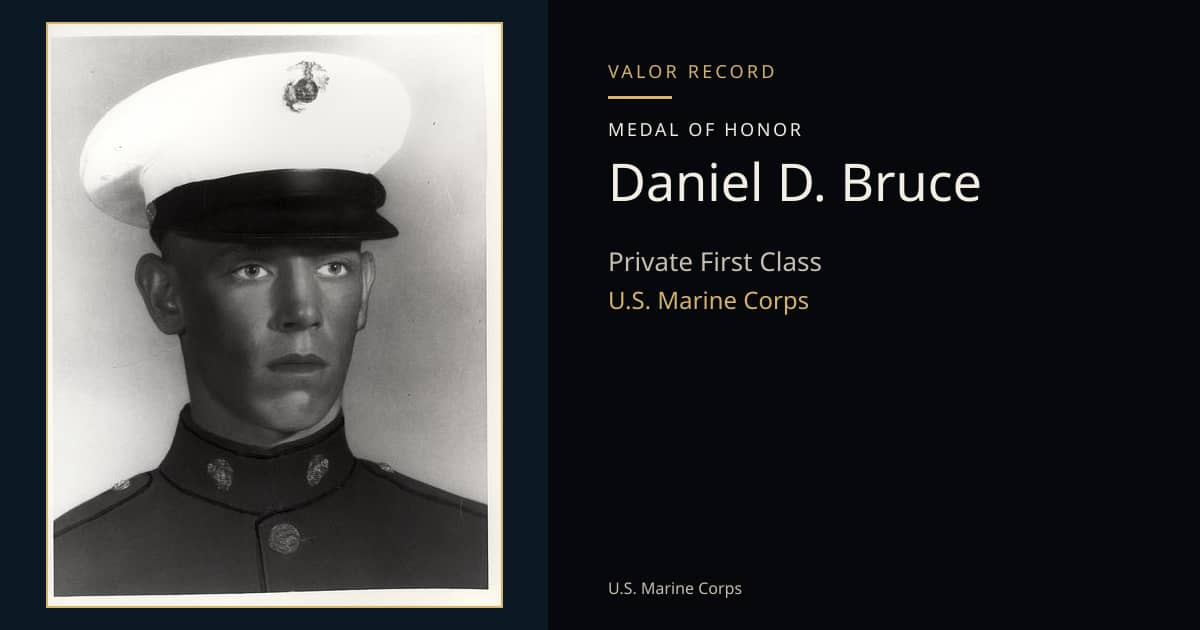 VALOR RECORD
MEDAL OF HONOR
Daniel D. Bruce
Private First Class
U.S. Marine Corps
U.S. Marine Corps